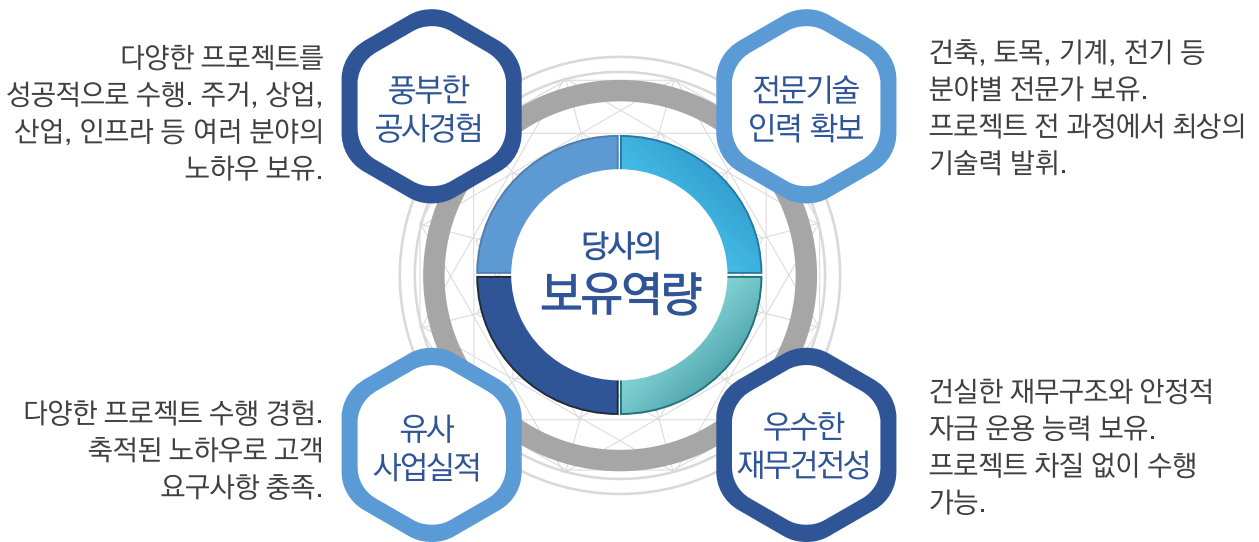 다양한 프로젝트를
성공적으로 수행. 주거, 상업,
산업, 인프라 등 여러 분야의
노하우 보유.
풍부한
공사경험
전문기술
인력 확보
건축, 토목, 기계, 전기 등
분야별 전문가 보유.
프로젝트 전 과정에서 최상의
기술력 발휘.
당사의
보유역량
다양한 프로젝트 수행 경험.
축적된 노하우로 고객
요구사항 충족.
유사
사업실적
우수한
재무건전성
건실한 재무구조와 안정적
자금 운용 능력 보유.
프로젝트 차질 없이 수행
가능.